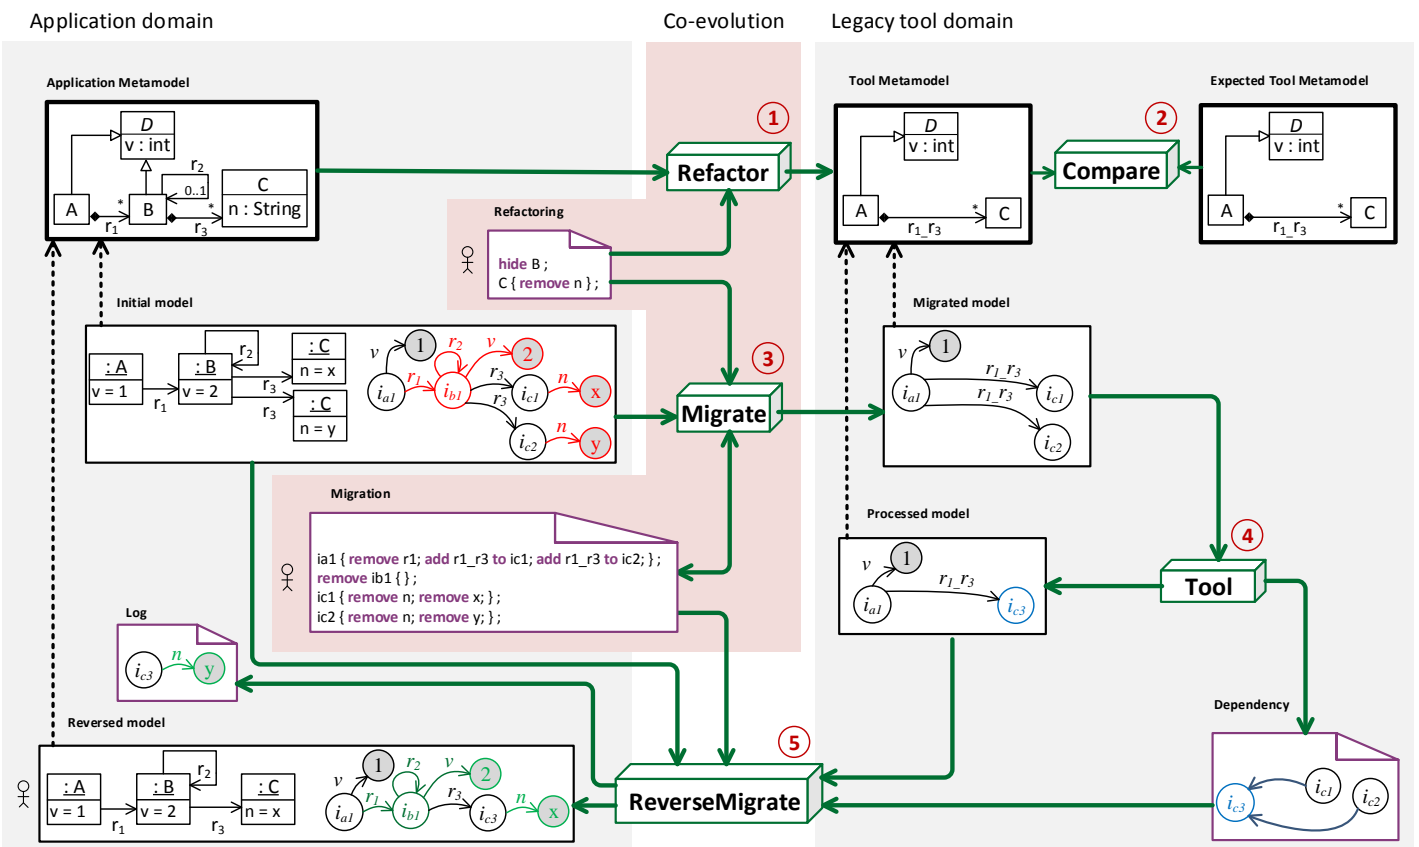 Application domain
Co-evolution
Legacy tool domain
Application Metamodel
D
v : int
A
B
C
n : String
r2
0..1
*
r1
*
r3
1
Refactor
Tool Metamodel
D
v : int
A
C
*
r1_r3
2
Compare
Expected Tool Metamodel
D
v : int
A
C
*
r1_r3
Refactoring
hide B ;
C { remove n } ;
Initial model
: A
v = 1
r1
: B
v = 2
r2
r3
r3
: C
n = x
: C
n = y
v
1
ia1
r1
r2
ib1
v
2
r3
ic1
n
x
r3
ic2
n
y
3
Migrate
Migrated model
v
1
ia1
r1_r3
r1_r3
ic1
ic2
Migration
ia1 { remove r1; add r1_r3 to ic1; add r1_r3 to ic2; } ;
remove ib1 { } ;
ic1 { remove n; remove x; } ;
ic2 { remove n; remove y; } ;
Processed model
v
1
ia1
r1_r3
ic3
4
Tool
Log
ic3
n
y
Dependency
ic3
ic1
ic2
Reversed model
: A
v = 1
r1
: B
v = 2
r2
r3
: C
n = x
v
1
ia1
r1
r2
ib1
v
2
r3
ic3
n
x
5
ReverseMigrate